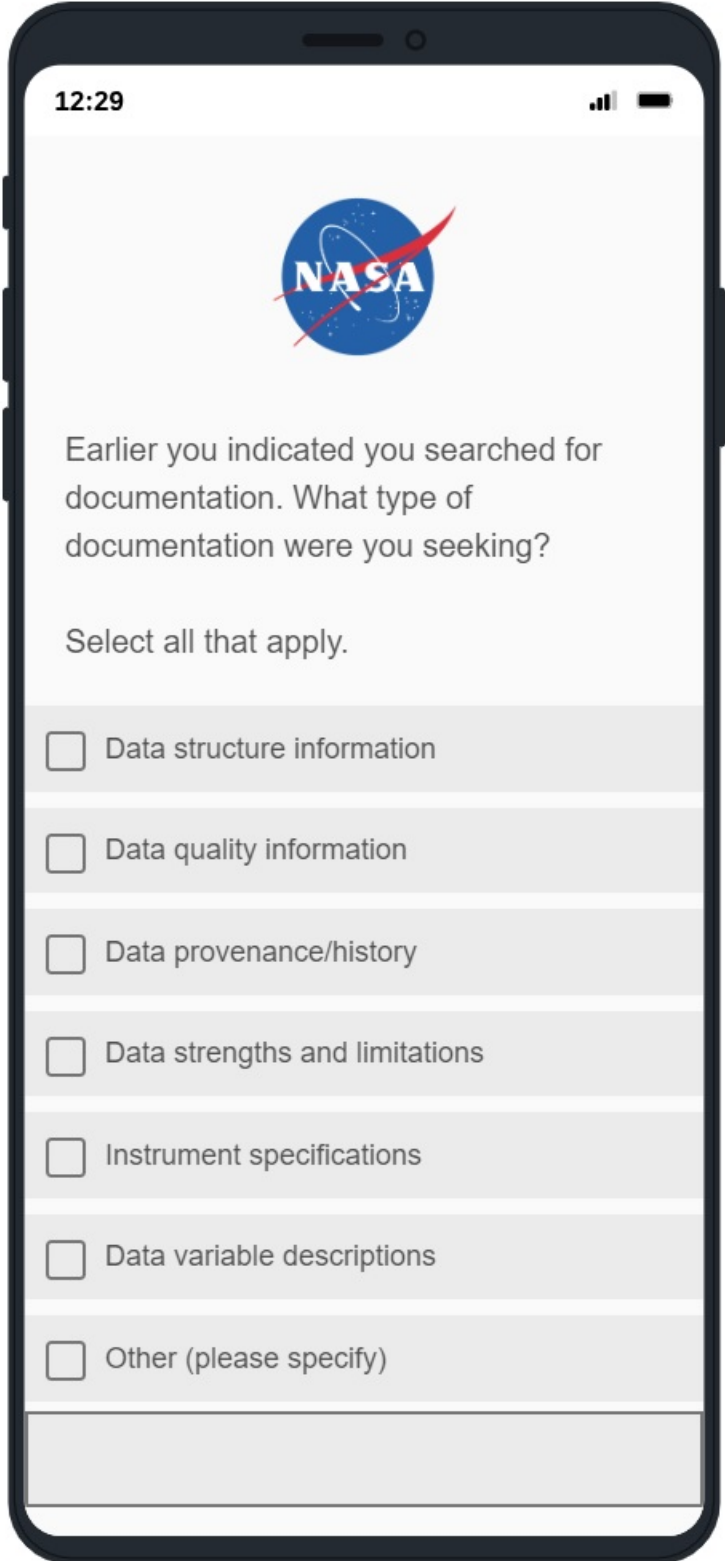 12:29
NASA
Earlier you indicated you searched for
documentation. What type of
documentation were you seeking?
Select all that apply.
Data structure information
Data quality information
Data provenance/history
Data strengths and limitations
Instrument specifications
Data variable descriptions
Other (please specify)